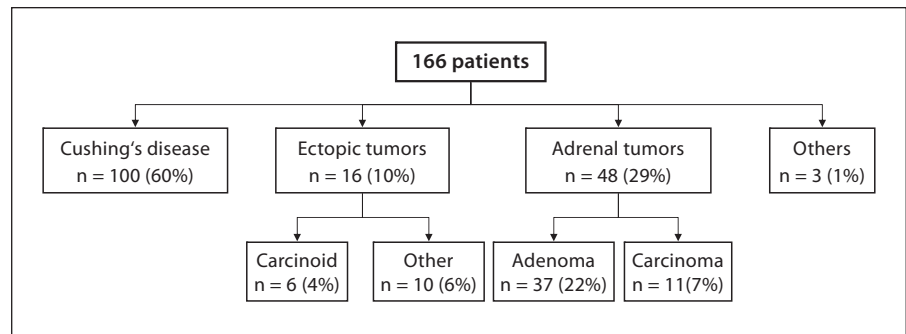 166 patients
Cushing‘s disease
n = 100 (60%)
Ectopic tumors
n = 16 (10%)
Adrenal tumors
n = 48 (29%)
Others
n = 3 (1%)
Carcinoid
n = 6 (4%)
Other
n = 10 (6%)
Adenoma
n = 37 (22%)
Carcinoma
n = 11(7%)